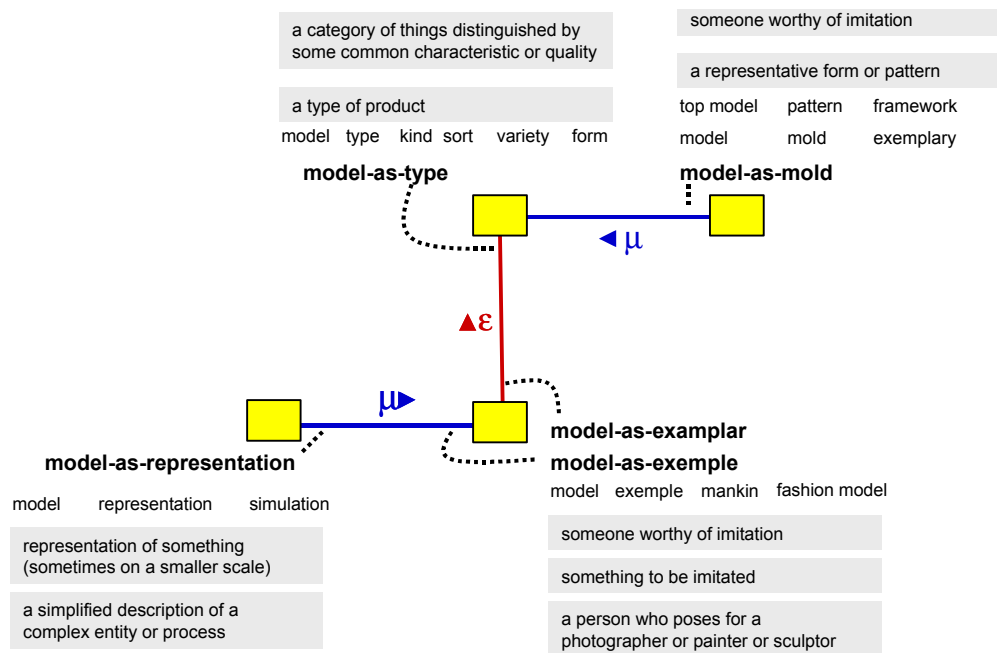 a category of things distinguished by
some common characteristic or quality
a type of product
model type kind sort variety form
model-as-type
someone worthy of imitation
a representative form or pattern
top model pattern framework
model mold exemplary
model-as-mold
◄ μ
▲ε
μ►
model-as-representation
model representation simulation
representation of something
(sometimes on a smaller scale)
a simplified description of a
complex entity or process
model-as-examplar
model-as-exemple
model exemple mankin fashion model
someone worthy of imitation
something to be imitated
a person who poses for a
photographer or painter or sculptor